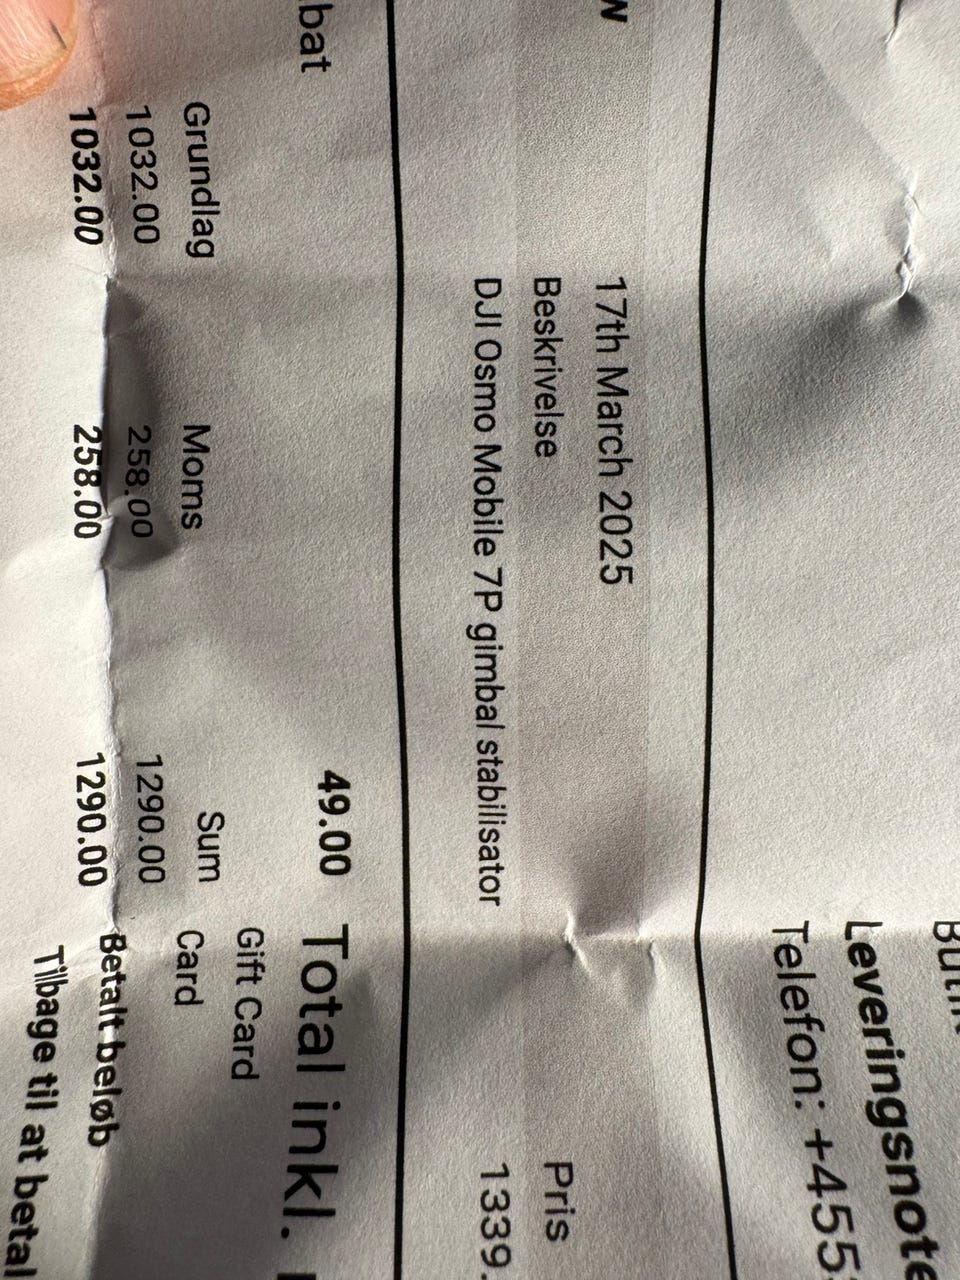 Leveringsnote
Telefon: +455
17th March 2025
Beskrivelse Pris
DJI Osmo Mobile 7P gimbal stabilisator 1339.
bat 49.00 Total inkl.
Gift Card
Grundlag Moms Sum Card
1032.00 258.00 1290.00 Betalt beløb
1032.00 258.00 1290.00 Tilbage til at betal